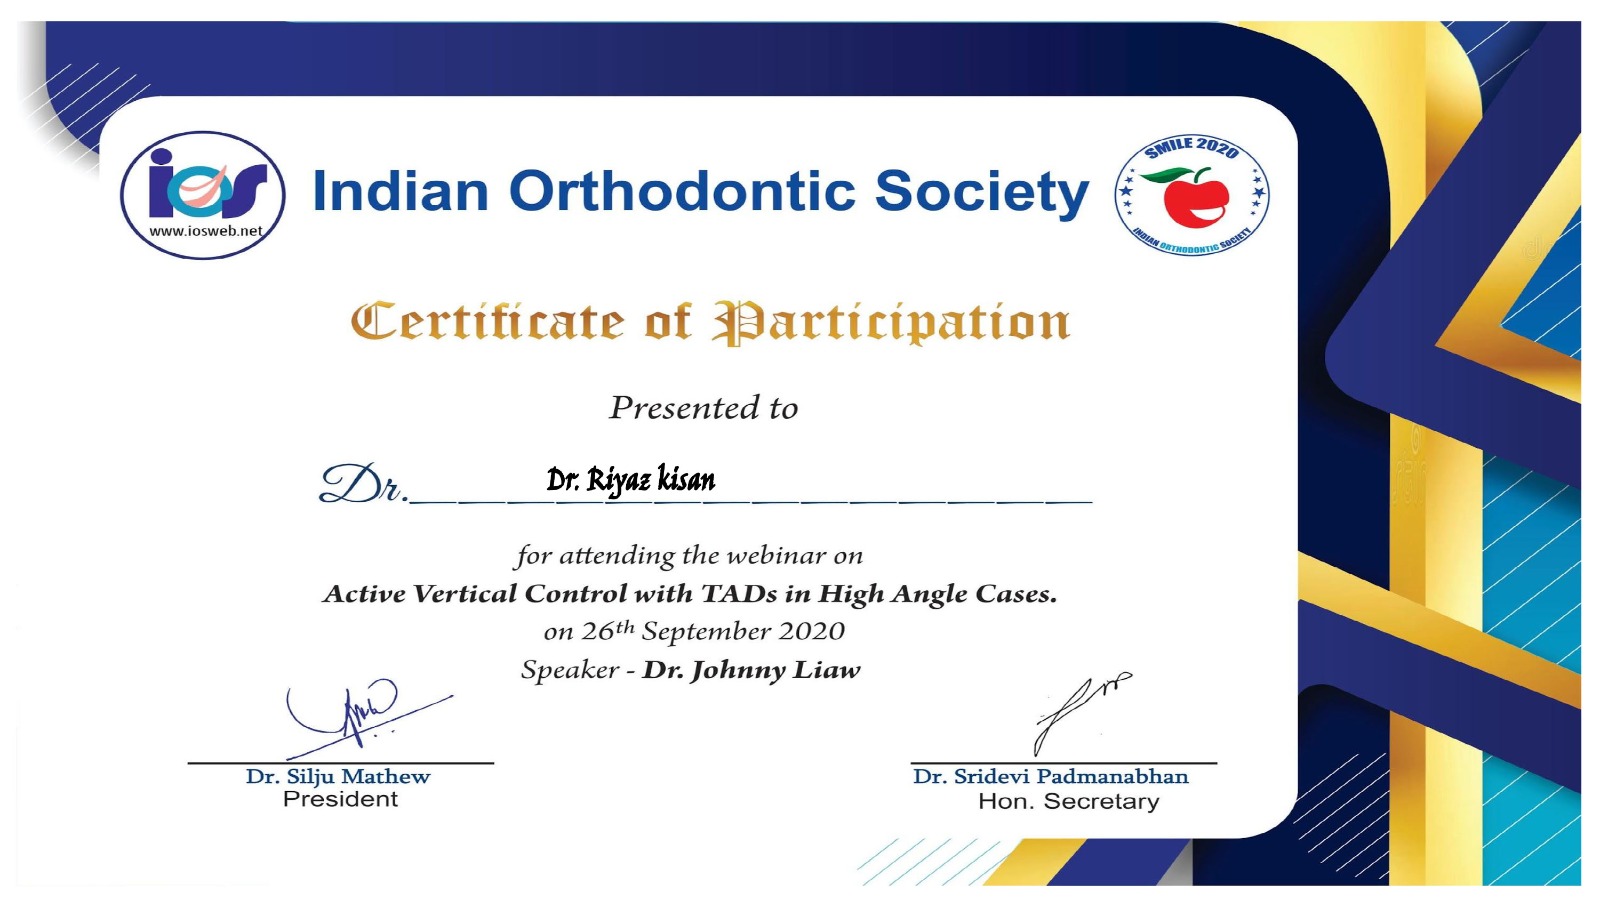 ios
www.iosweb.net
Indian Orthodontic Society
SMILE 2020
INDIAN ORTHODONTIC SOCIETY
Certificate of Participation
Presented to
Dr. Dr. Riyaz kisan
for attending the webinar on
Active Vertical Control with TADs in High Angle Cases.
on 26th September 2020
Speaker - Dr. Johnny Liaw
Dr. Silju Mathew
President
Dr. Sridevi Padmanabhan
Hon. Secretary